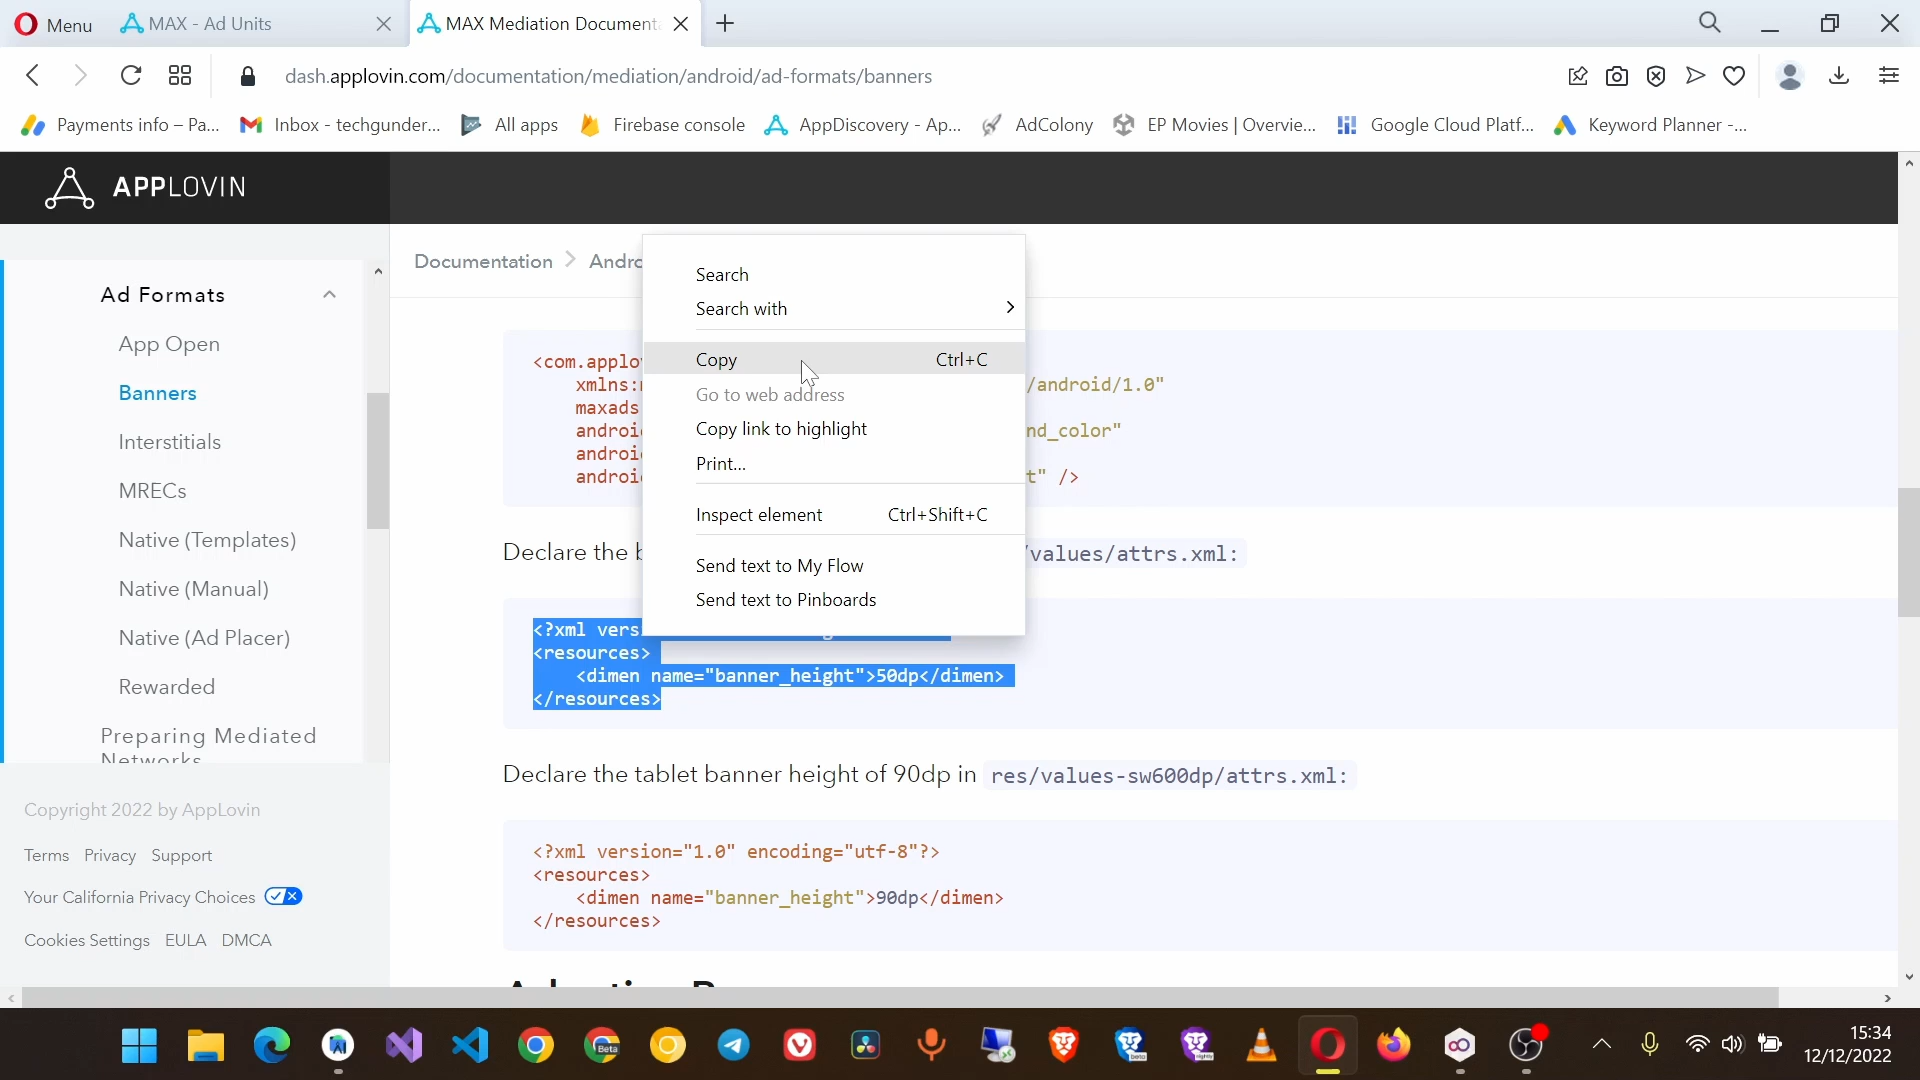 Menu
MAX - Ad Units
MAX Mediation Document
dash.applovin.com/documentation/mediation/android/ad-formats/banners
Payments info – Pa...
Inbox - techgunder...
All apps
Firebase console
AppDiscovery - Ap...
AdColony
EP Movies | Overvie...
Google Cloud Platf...
Keyword Planner -...
APPLOVIN
Documentation > Andro
Ad Formats
App Open
Banners
Interstitials
MRECs
Native (Templates)
Native (Manual)
Native (Ad Placer)
Rewarded
Preparing Mediated
Networks
Copyright 2022 by AppLovin
Terms Privacy Support
Your California Privacy Choices
Cookies Settings EULA DMCA
Search
Search with
Copy Ctrl+C
Go to web address
Copy link to highlight
Print...
Inspect element Ctrl+Shift+C
Send text to My Flow
Send text to Pinboards
<com.applo
xmlns: /android/1.0"
maxads
androi nd_color"
androi
androi t" />
Declare the /values/attrs.xml:
<?xml vers
<resources>
<dimen name="banner_height">50dp</dimen>
</resources>
Declare the tablet banner height of 90dp in res/values-sw600dp/attrs.xml:
<?xml version="1.0" encoding="utf-8"?>
<resources>
<dimen name="banner_height">90dp</dimen>
</resources>
15:34
12/12/2022